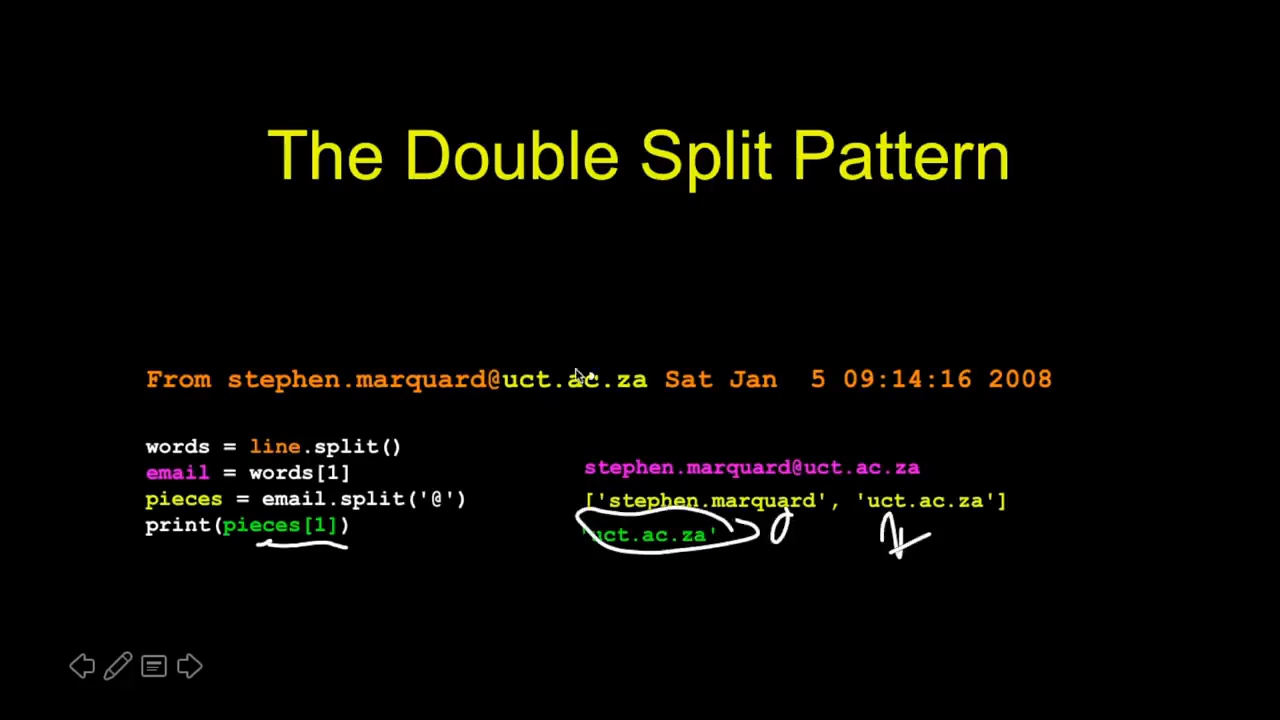 The Double Split Pattern
From stephen.marquard@uct.ac.za Sat Jan  5 09:14:16 2008
words = line.split()
email = words[1]
pieces = email.split('@')
print(pieces[1])
stephen.marquard@uct.ac.za
['stephen.marquard', 'uct.ac.za']
'uct.ac.za'
0